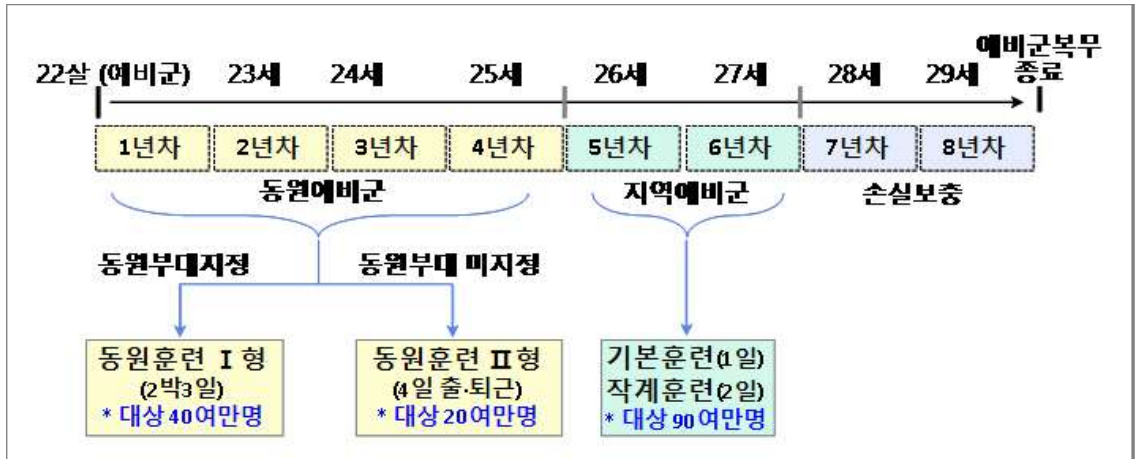 예비군복무
종료
22살 (예비군) 23세 24세 25세 26세 27세 28세 29세
1년차 2년차 3년차 4년차 5년차 6년차 7년차 8년차
동원예비군 지역예비군 손실보충
동원부대지정 동원부대 미지정
동원훈련 Ⅰ형
(2박3일)
* 대상 40여만명
동원훈련 Ⅱ형
(4일 출·퇴근)
* 대상 20여만명
기본훈련(1일)
작계훈련(2일)
* 대상 90여만명